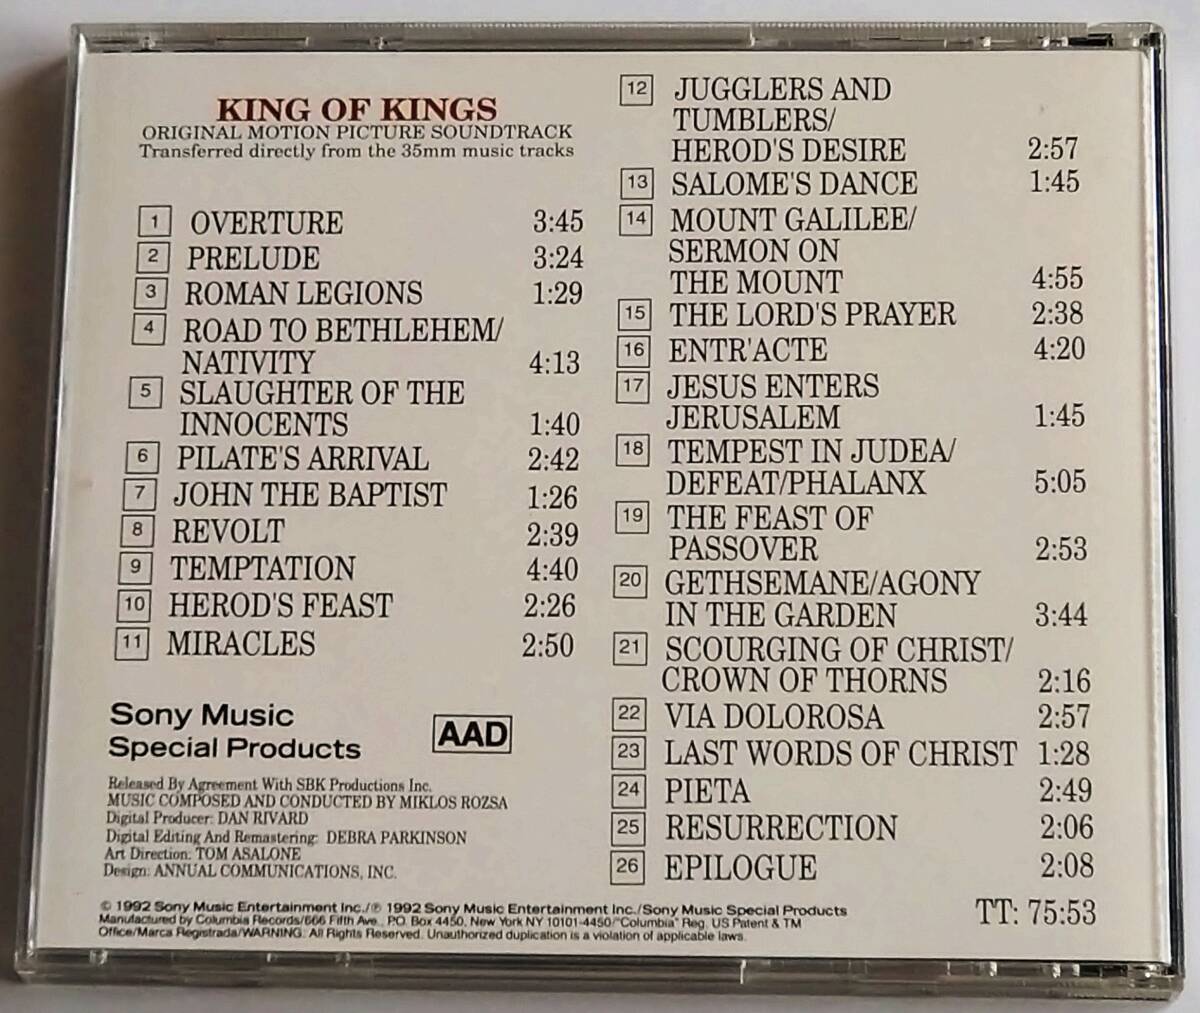 KING OF KINGS
ORIGINAL MOTION PICTURE SOUNDTRACK
Transferred directly from the 35mm music tracks
1 OVERTURE 3:45
2 PRELUDE 3:24
3 ROMAN LEGIONS 1:29
4 ROAD TO BETHLEHEM/
NATIVITY 4:13
5 SLAUGHTER OF THE
INNOCENTS 1:40
6 PILATE'S ARRIVAL 2:42
7 JOHN THE BAPTIST 1:26
8 REVOLT 2:39
9 TEMPTATION 4:40
10 HEROD'S FEAST 2:26
11 MIRACLES 2:50
12 JUGGLERS AND
TUMBLERS/
HEROD'S DESIRE 2:57
13 SALOME'S DANCE 1:45
14 MOUNT GALILEE/
SERMON ON
THE MOUNT 4:55
15 THE LORD'S PRAYER 2:38
16 ENTR'ACTE 4:20
17 JESUS ENTERS
JERUSALEM 1:45
18 TEMPEST IN JUDEA/
DEFEAT/PHALANX 5:05
19 THE FEAST OF
PASSOVER 2:53
20 GETHSEMANE/AGONY
IN THE GARDEN 3:44
21 SCOURGING OF CHRIST/
CROWN OF THORNS 2:16
22 VIA DOLOROSA 2:57
23 LAST WORDS OF CHRIST 1:28
24 PIETA 2:49
25 RESURRECTION 2:06
26 EPILOGUE 2:08
TT: 75:53
Sony Music
Special Products
AAD
Released By Agreement With SBK Productions Inc.
MUSIC COMPOSED AND CONDUCTED BY MIKLOS ROZSA
Digital Producer: DAN RIVARD
Digital Editing And Remastering: DEBRA PARKINSON
Art Direction: TOM ASALONE
Design: ANNUAL COMMUNICATIONS, INC.
© 1992 Sony Music Entertainment Inc./℗ 1992 Sony Music Entertainment Inc./Sony Music Special Products
Manufactured by Columbia Records/666 Fifth Ave., P.O. Box 4450, New York NY 10101-4450/"Columbia" Reg. US Patent & TM
Office/Marca Registrada/WARNING: All Rights Reserved. Unauthorized duplication is a violation of applicable laws.